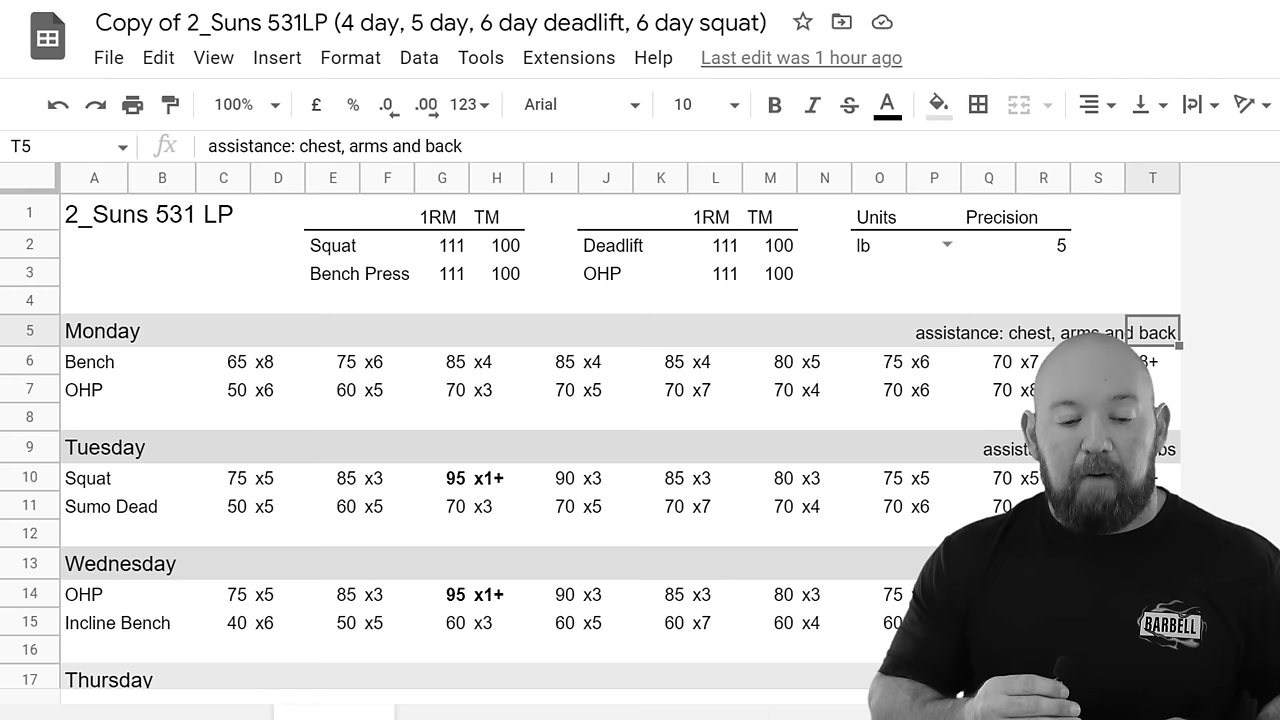 Copy of 2_Suns 531LP (4 day, 5 day, 6 day deadlift, 6 day squat)
File Edit View Insert Format Data Tools Extensions Help Last edit was 1 hour ago
100% £ % .0 .00 123 Arial 10 B I S A
T5 fx assistance: chest, arms and back
A B C D E F G H I J K L M N O P Q R S T
1 2_Suns 531 LP 1RM TM 1RM TM Units Precision
2 Squat 111 100 Deadlift 111 100 lb 5
3 Bench Press 111 100 OHP 111 100
4
5 Monday assistance: chest, arms and back
6 Bench 65 x8 75 x6 85 x4 85 x4 85 x4 80 x5 75 x6 70 x7
7 OHP 50 x6 60 x5 70 x3 70 x5 70 x7 70 x4 70 x6 70
8
9 Tuesday
10 Squat 75 x5 85 x3 95 x1+ 90 x3 85 x3 80 x3 75 x5 70 x5
11 Sumo Dead 50 x5 60 x5 70 x3 70 x5 70 x7 70 x4 70 x6 70
12
13 Wednesday
14 OHP 75 x5 85 x3 95 x1+ 90 x3 85 x3 80 x3 75
15 Incline Bench 40 x6 50 x5 60 x3 60 x5 60 x7 60 x4 60
16
17 Thursday
BARBELL